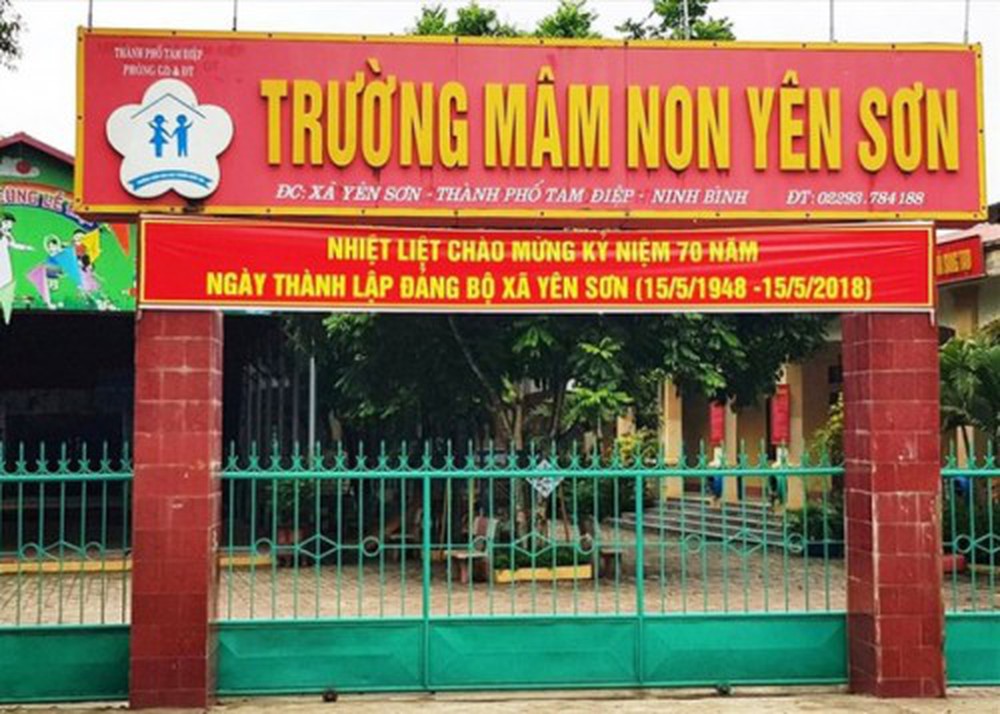 THÀNH PHỐ TAM ĐIỆP
PHÒNG GD & ĐT
TRƯỜNG MÂM NON YÊN SƠN
ĐC: XÃ YÊN SƠN - THÀNH PHỐ TAM ĐIỆP - NINH BÌNH ĐT: 02293.784188
NHIỆT LIỆT CHÀO MỪNG KỶ NIỆM 70 NĂM
NGÀY THÀNH LẬP ĐẢNG BỘ XÃ YÊN SƠN (15/5/1948 -15/5/2018)